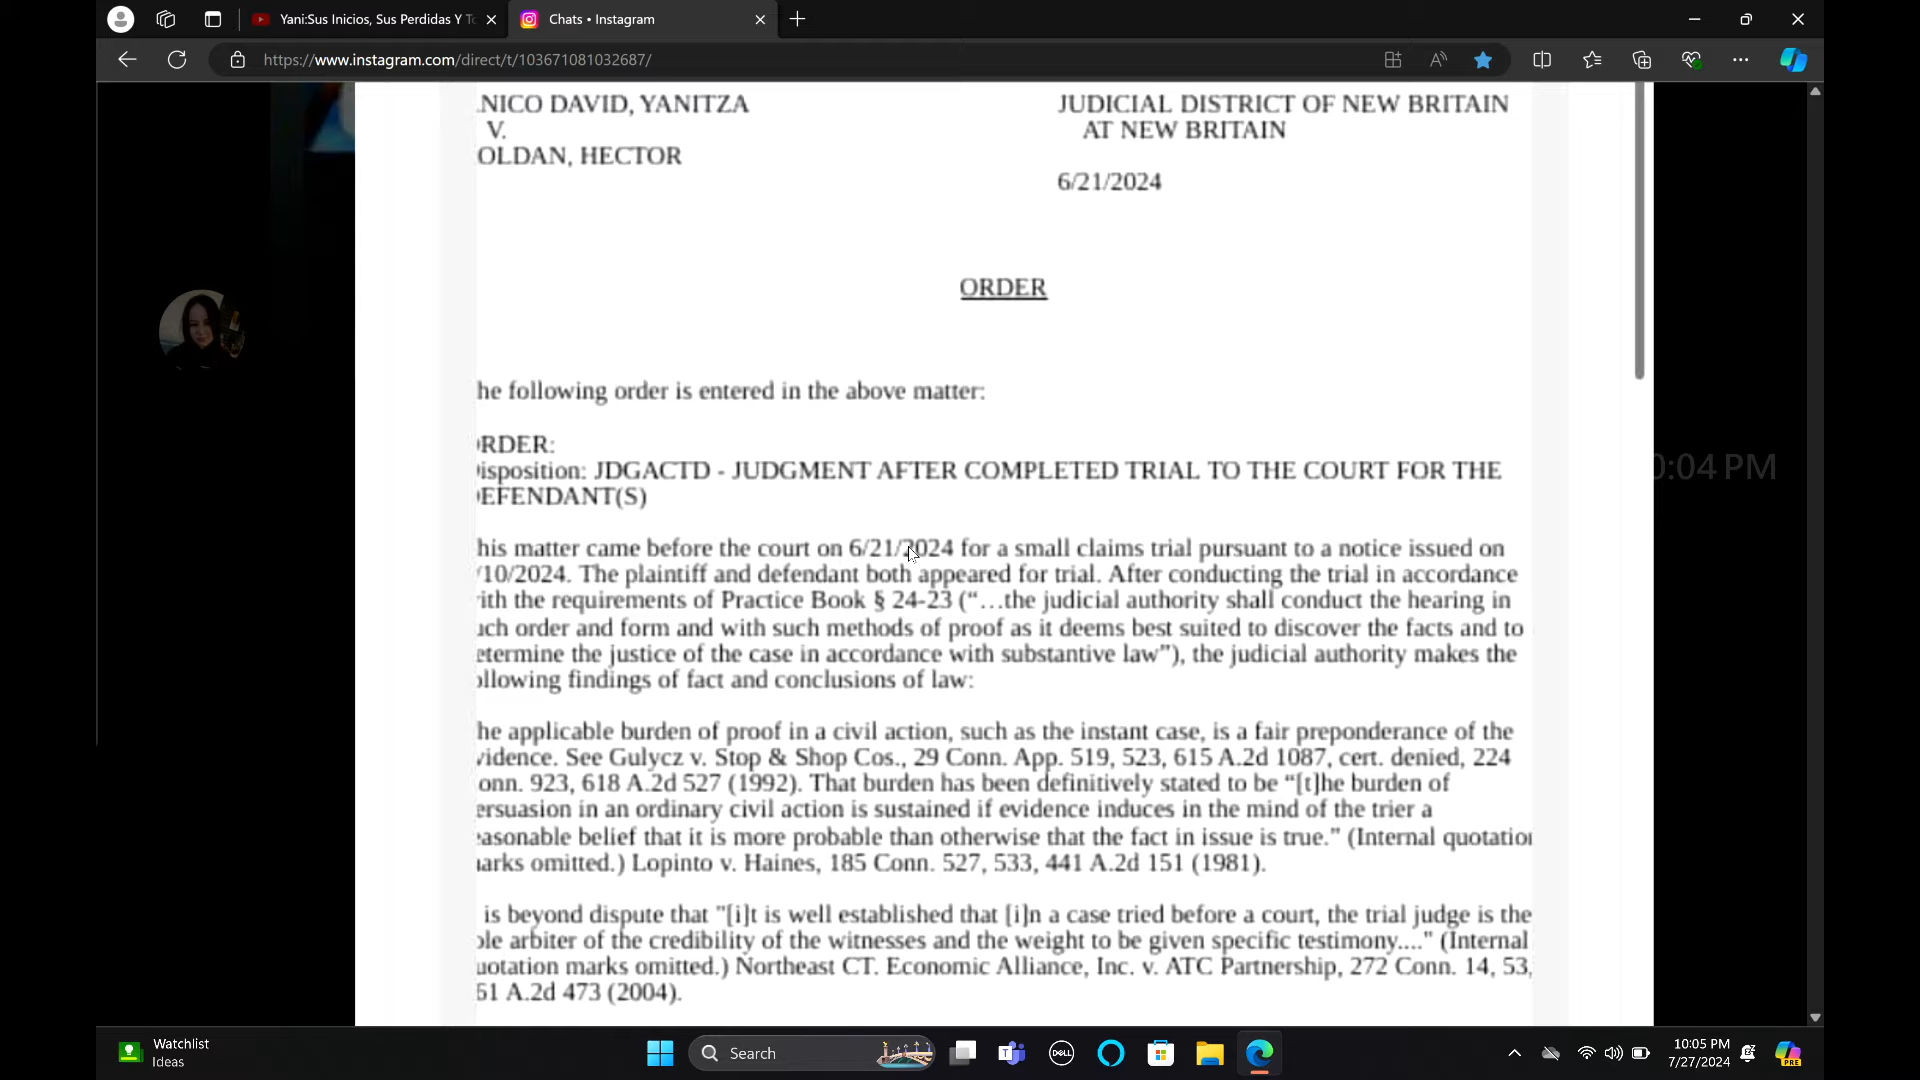 Yani:Sus Inicios, Sus Perdidas Y To
Chats • Instagram
https://www.instagram.com/direct/t/103671081032687/
NICO DAVID, YANITZA
V.
OLDAN, HECTOR
JUDICIAL DISTRICT OF NEW BRITAIN
AT NEW BRITAIN
6/21/2024
ORDER
he following order is entered in the above matter:
RDER:
isposition: JDGACTD - JUDGMENT AFTER COMPLETED TRIAL TO THE COURT FOR THE
EFENDANT(S)
0:04 PM
his matter came before the court on 6/21/2024 for a small claims trial pursuant to a notice issued on
/10/2024. The plaintiff and defendant both appeared for trial. After conducting the trial in accordance
ith the requirements of Practice Book § 24-23 (“…the judicial authority shall conduct the hearing in
uch order and form and with such methods of proof as it deems best suited to discover the facts and to
etermine the justice of the case in accordance with substantive law”), the judicial authority makes the
ollowing findings of fact and conclusions of law:
he applicable burden of proof in a civil action, such as the instant case, is a fair preponderance of the
vidence. See Gulycz v. Stop & Shop Cos., 29 Conn. App. 519, 523, 615 A.2d 1087, cert. denied, 224
onn. 923, 618 A.2d 527 (1992). That burden has been definitively stated to be “[t]he burden of
ersuasion in an ordinary civil action is sustained if evidence induces in the mind of the trier a
easonable belief that it is more probable than otherwise that the fact in issue is true.” (Internal quotation
arks omitted.) Lopinto v. Haines, 185 Conn. 527, 533, 441 A.2d 151 (1981).
is beyond dispute that "[i]t is well established that [i]n a case tried before a court, the trial judge is the
ole arbiter of the credibility of the witnesses and the weight to be given specific testimony...." (Internal
uotation marks omitted.) Northeast CT. Economic Alliance, Inc. v. ATC Partnership, 272 Conn. 14, 53,
61 A.2d 473 (2004).
Watchlist
Ideas
Search
DELL
10:05 PM
7/27/2024
PRE